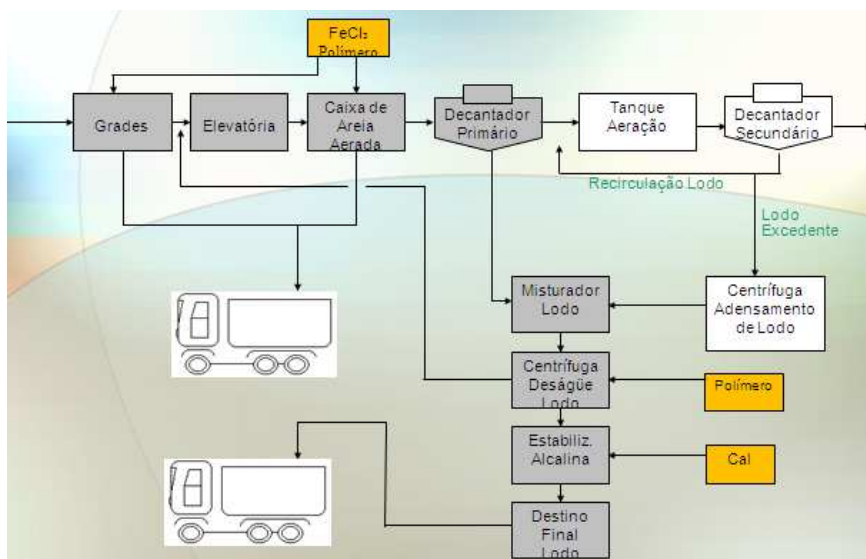 FeCl₃
Polímero
Grades
Elevatória
Caixa de
Areia
Aerada
Decantador
Primário
Tanque
Aeração
Decantador
Secundário
Recirculação Lodo
Lodo
Excedente
Misturador
Lodo
Centrífuga
Adensamento
de Lodo
Centrífuga
Deságüe
Lodo
Polímero
Estabiliz.
Alcalina
Cal
Destino
Final
Lodo